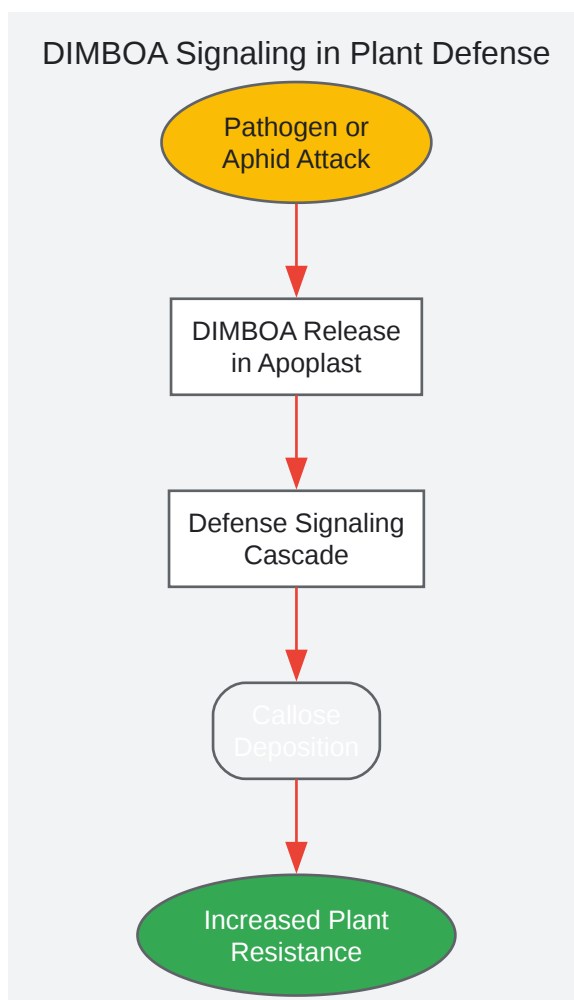 DIMBOA Signaling in Plant Defense
Pathogen or
Aphid Attack
DIMBOA Release
in Apoplast
Defense Signaling
Cascade
Callose
Deposition
Increased Plant
Resistance